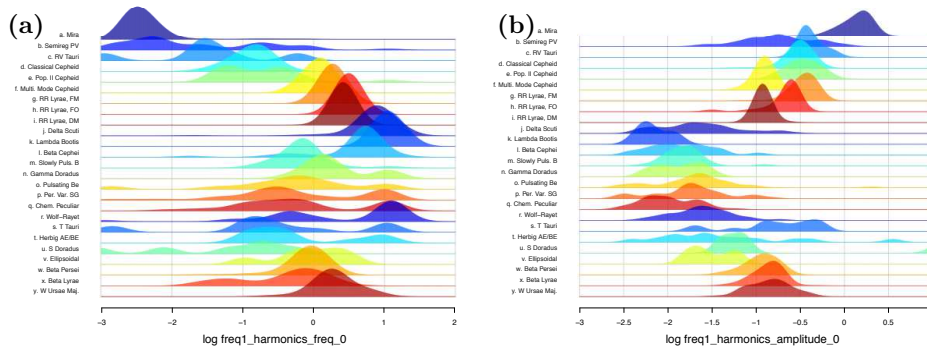 (a)
a. Mira
b. Semireg PV
c. RV Tauri
d. Classical Cepheid
e. Pop. II Cepheid
f. Multi. Mode Cepheid
g. RR Lyrae, FM
h. RR Lyrae, FO
i. RR Lyrae, DM
j. Delta Scuti
k. Lambda Bootis
l. Beta Cephei
m. Slowly Puls. B
n. Gamma Doradus
o. Pulsating Be
p. Per. Var. SG
q. Chem. Peculiar
r. Wolf-Rayet
s. T Tauri
t. Herbig AE/BE
u. S Doradus
v. Ellipsoidal
w. Beta Persei
x. Beta Lyrae
y. W Ursae Maj.
-3 -2 -1 0 1 2
log freq1_harmonics_freq_0
(b)
a. Mira
b. Semireg PV
c. RV Tauri
d. Classical Cepheid
e. Pop. II Cepheid
f. Multi. Mode Cepheid
g. RR Lyrae, FM
h. RR Lyrae, FO
i. RR Lyrae, DM
j. Delta Scuti
k. Lambda Bootis
l. Beta Cephei
m. Slowly Puls. B
n. Gamma Doradus
o. Pulsating Be
p. Per. Var. SG
q. Chem. Peculiar
r. Wolf-Rayet
s. T Tauri
t. Herbig AE/BE
u. S Doradus
v. Ellipsoidal
w. Beta Persei
x. Beta Lyrae
y. W Ursae Maj.
-3 -2.5 -2 -1.5 -1 -0.5 0 0.5
log freq1_harmonics_amplitude_0